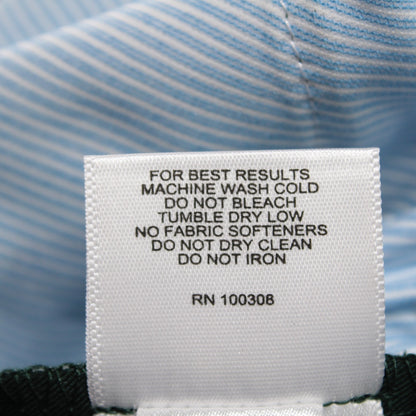 FOR BEST RESULTS
MACHINE WASH COLD
DO NOT BLEACH
TUMBLE DRY LOW
NO FABRIC SOFTENERS
DO NOT DRY CLEAN
DO NOT IRON
RN 100308